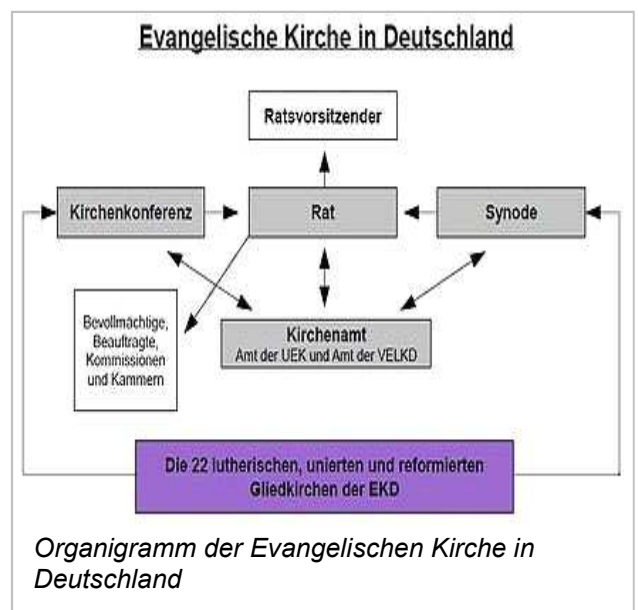 Evangelische Kirche in Deutschland
Ratsvorsitzender
Kirchenkonferenz
Rat
Synode
Bevollmächtige,
Beauftragte,
Kommissionen
und Kammern
Kirchenamt
Amt der UEK und Amt der VELKD
Die 22 lutherischen, unierten und reformierten
Gliedkirchen der EKD
Organigramm der Evangelischen Kirche in
Deutschland